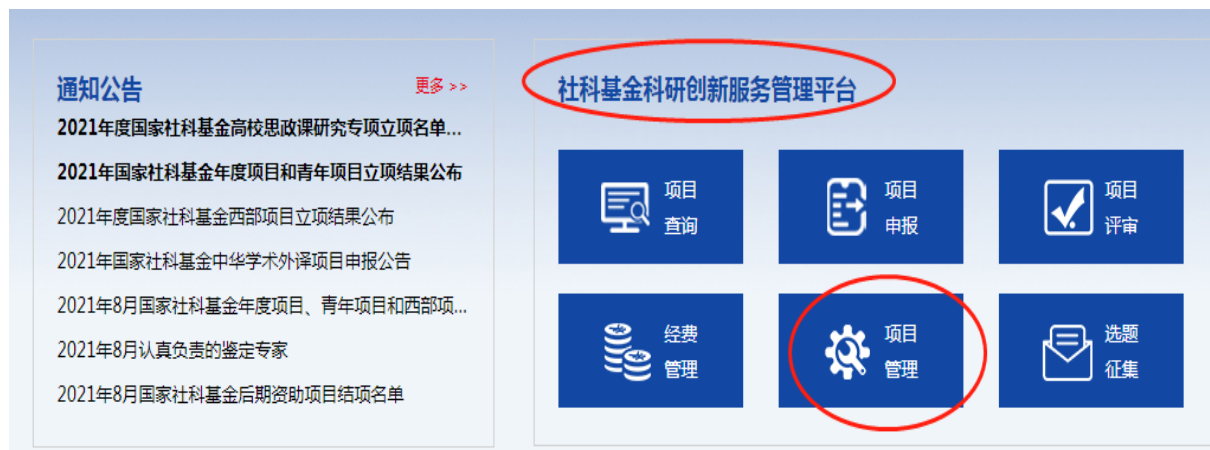 通知公告
更多 >>
2021年度国家社科基金高校思政课研究专项立项名单...
2021年国家社科基金年度项目和青年项目立项结果公布
2021年度国家社科基金西部项目立项结果公布
2021年国家社科基金中华学术外译项目申报公告
2021年8月国家社科基金年度项目、青年项目和西部项...
2021年8月认真负责的鉴定专家
2021年8月国家社科基金后期资助项目结项名单
社科基金科研创新服务管理平台
项目
查询
项目
申报
项目
评审
经费
管理
项目
管理
选题
征集